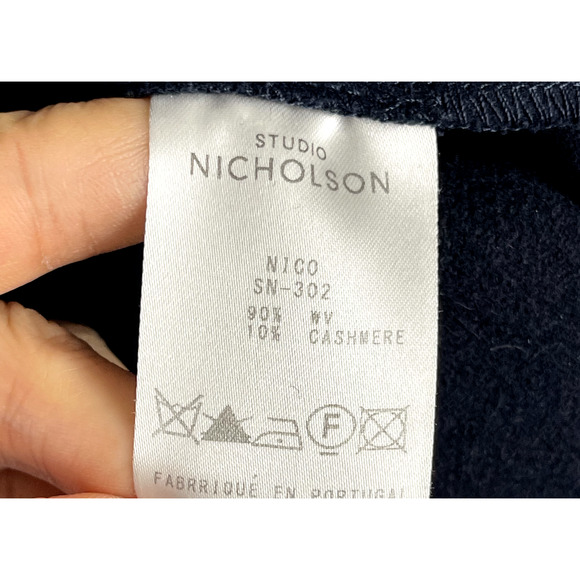 STUDIO
NICHOLSON
NICO
SN-302
90% WV
10% CASHMERE
F
FABRRIQUÉ EN PORTUGAL